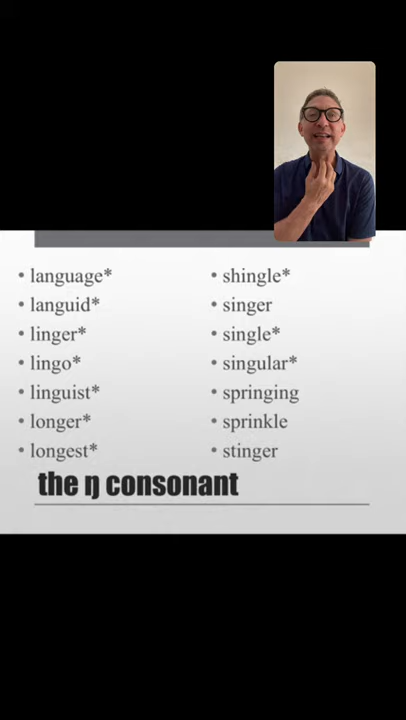 • language*
• languid*
• linger*
• lingo*
• linguist*
• longer*
• longest*
• shingle*
• singer
• single*
• singular*
• springing
• sprinkle
• stinger
the ŋ consonant